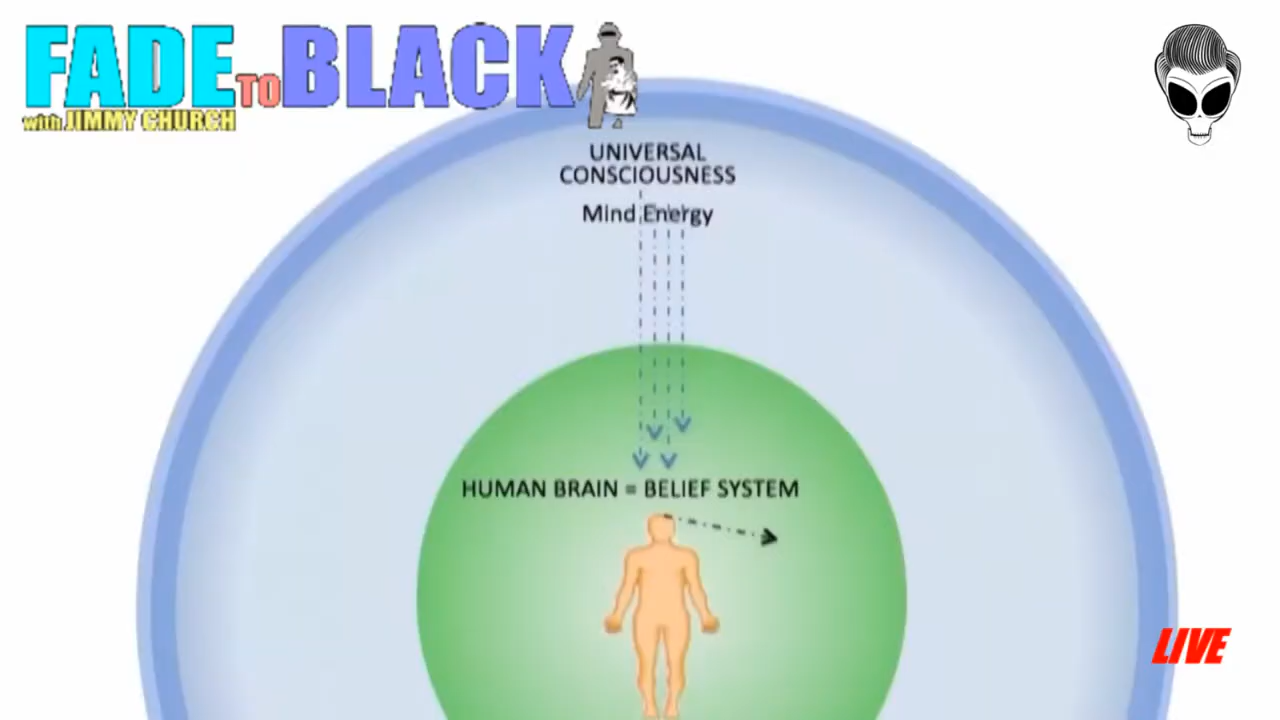 FADE TO BLACK
with JIMMY CHURCH
UNIVERSAL
CONSCIOUSNESS
Mind Energy
HUMAN BRAIN = BELIEF SYSTEM
LIVE